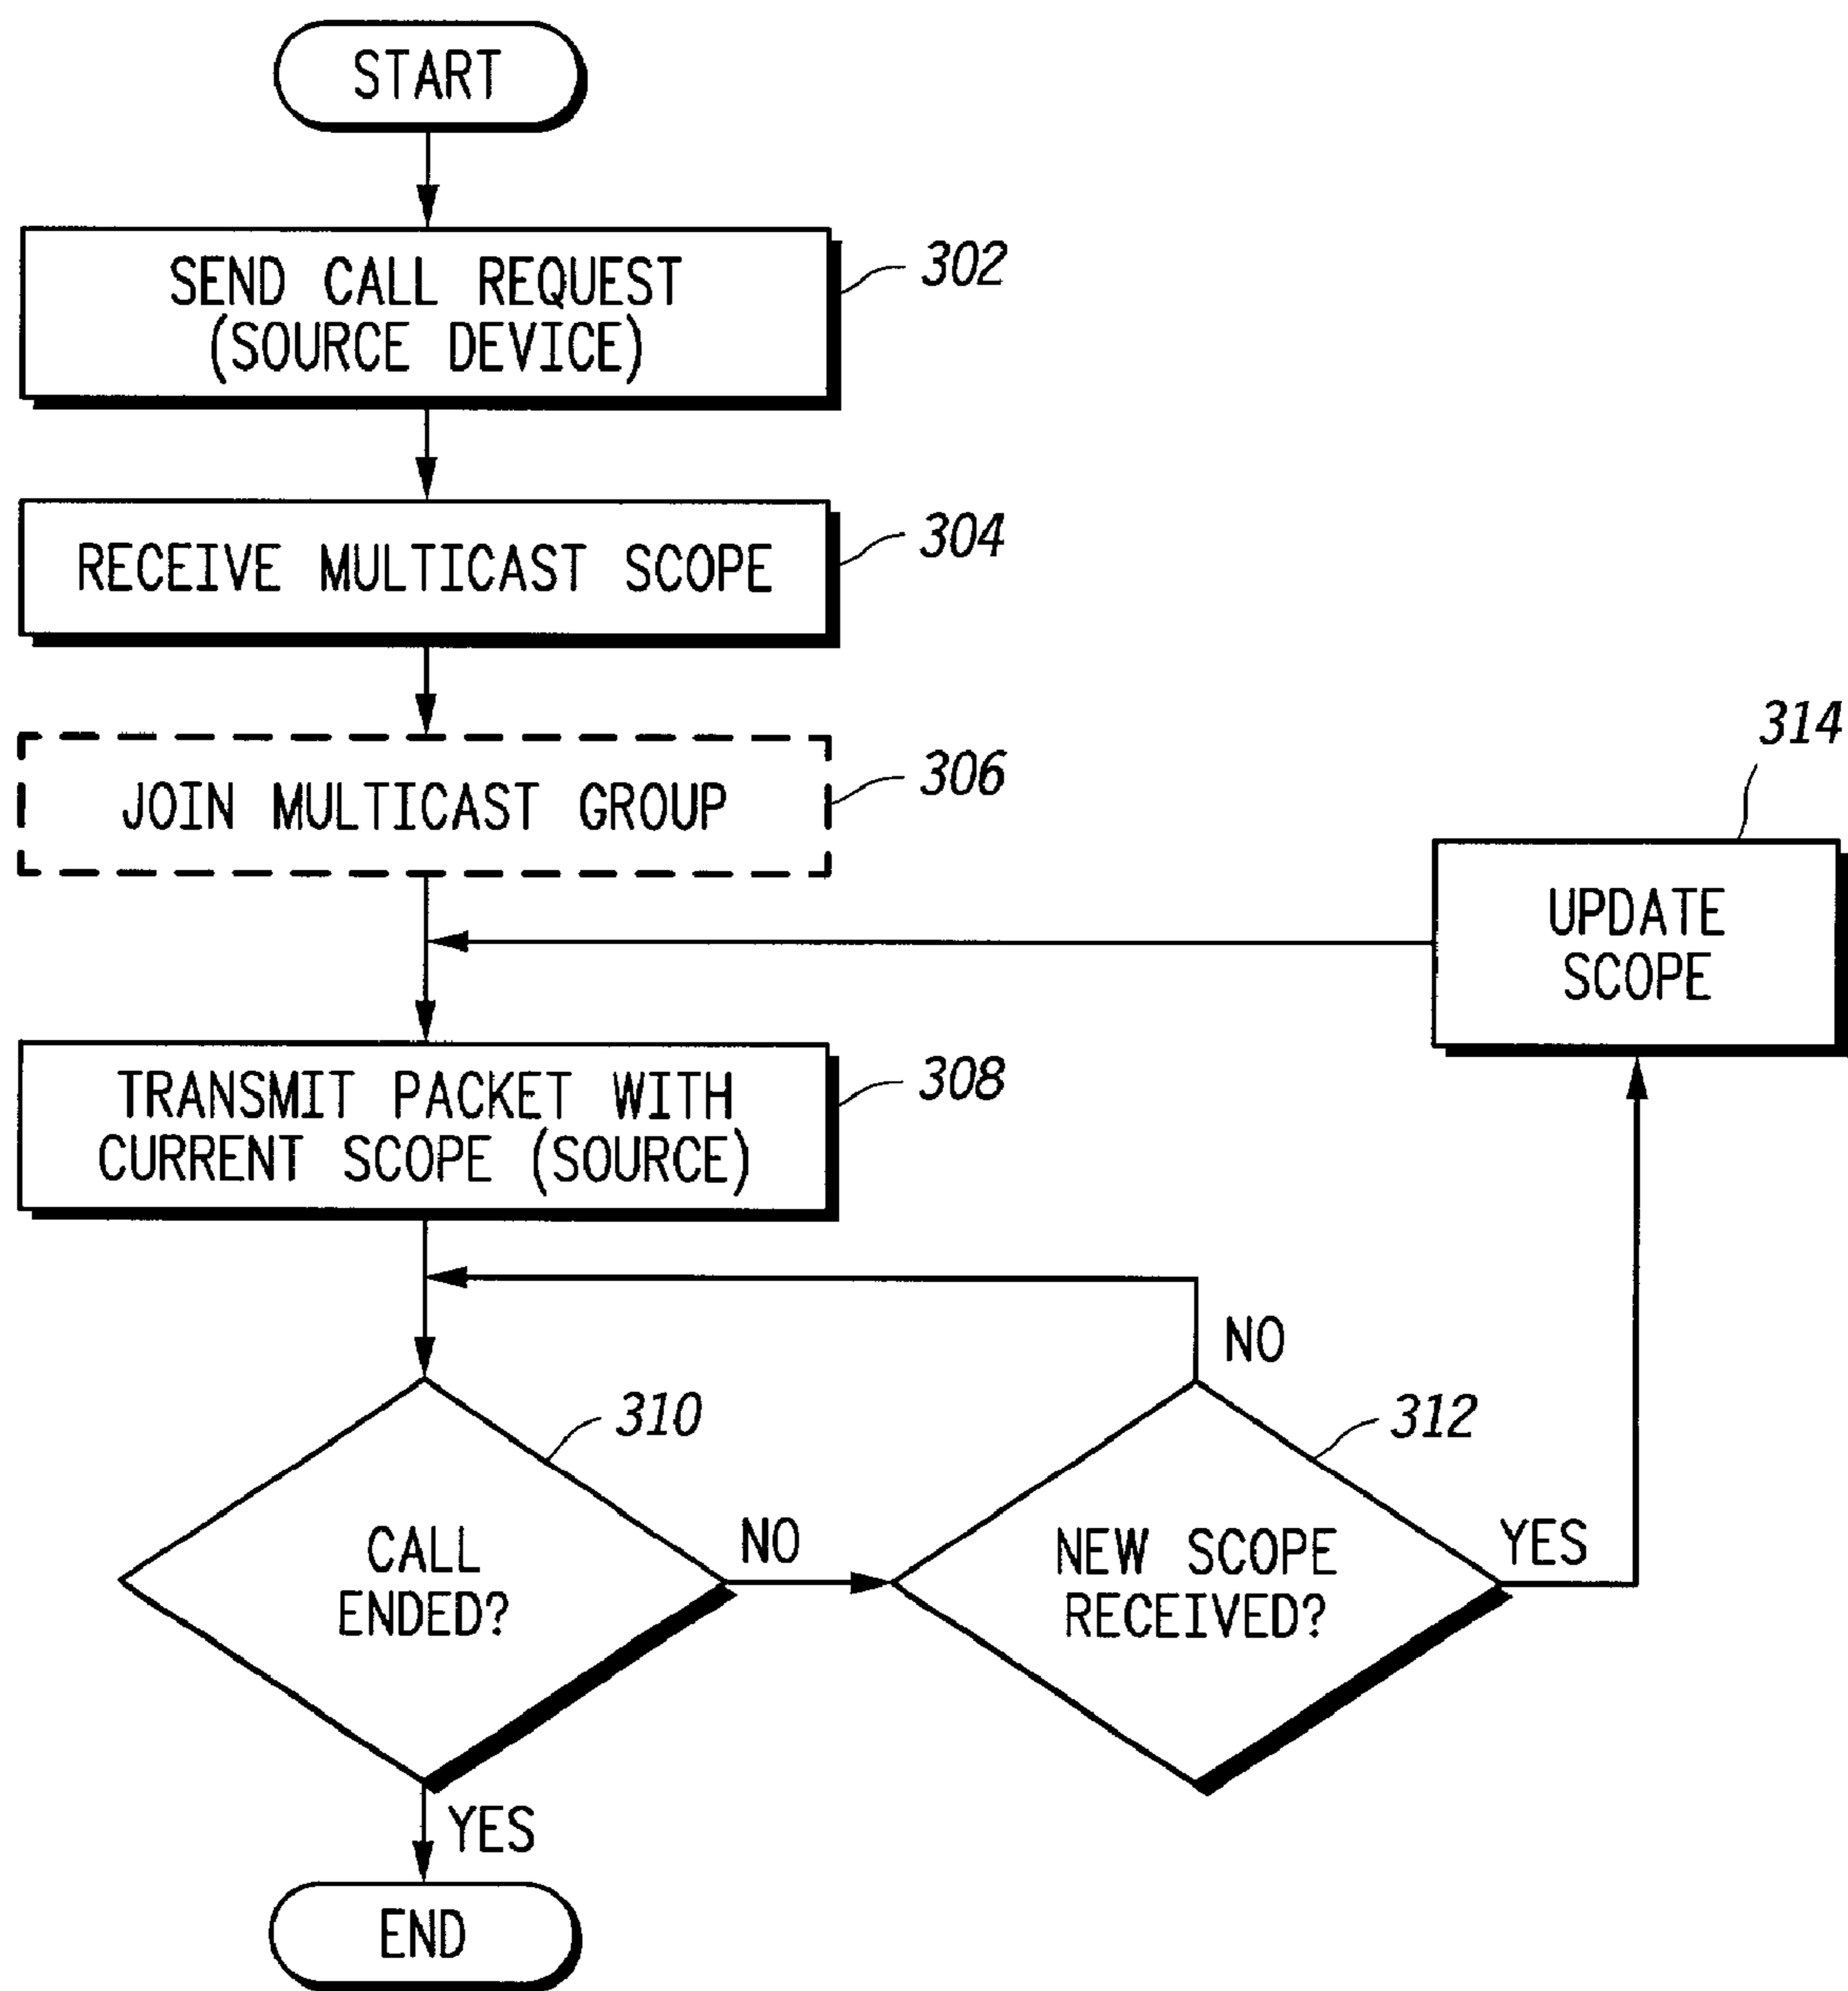 START
SEND CALL REQUEST
(SOURCE DEVICE)
302
RECEIVE MULTICAST SCOPE
304
JOIN MULTICAST GROUP
306
314
UPDATE
SCOPE
TRANSMIT PACKET WITH
CURRENT SCOPE (SOURCE)
308
NO
310
312
CALL
ENDED?
NO
NEW SCOPE
RECEIVED?
YES
YES
END